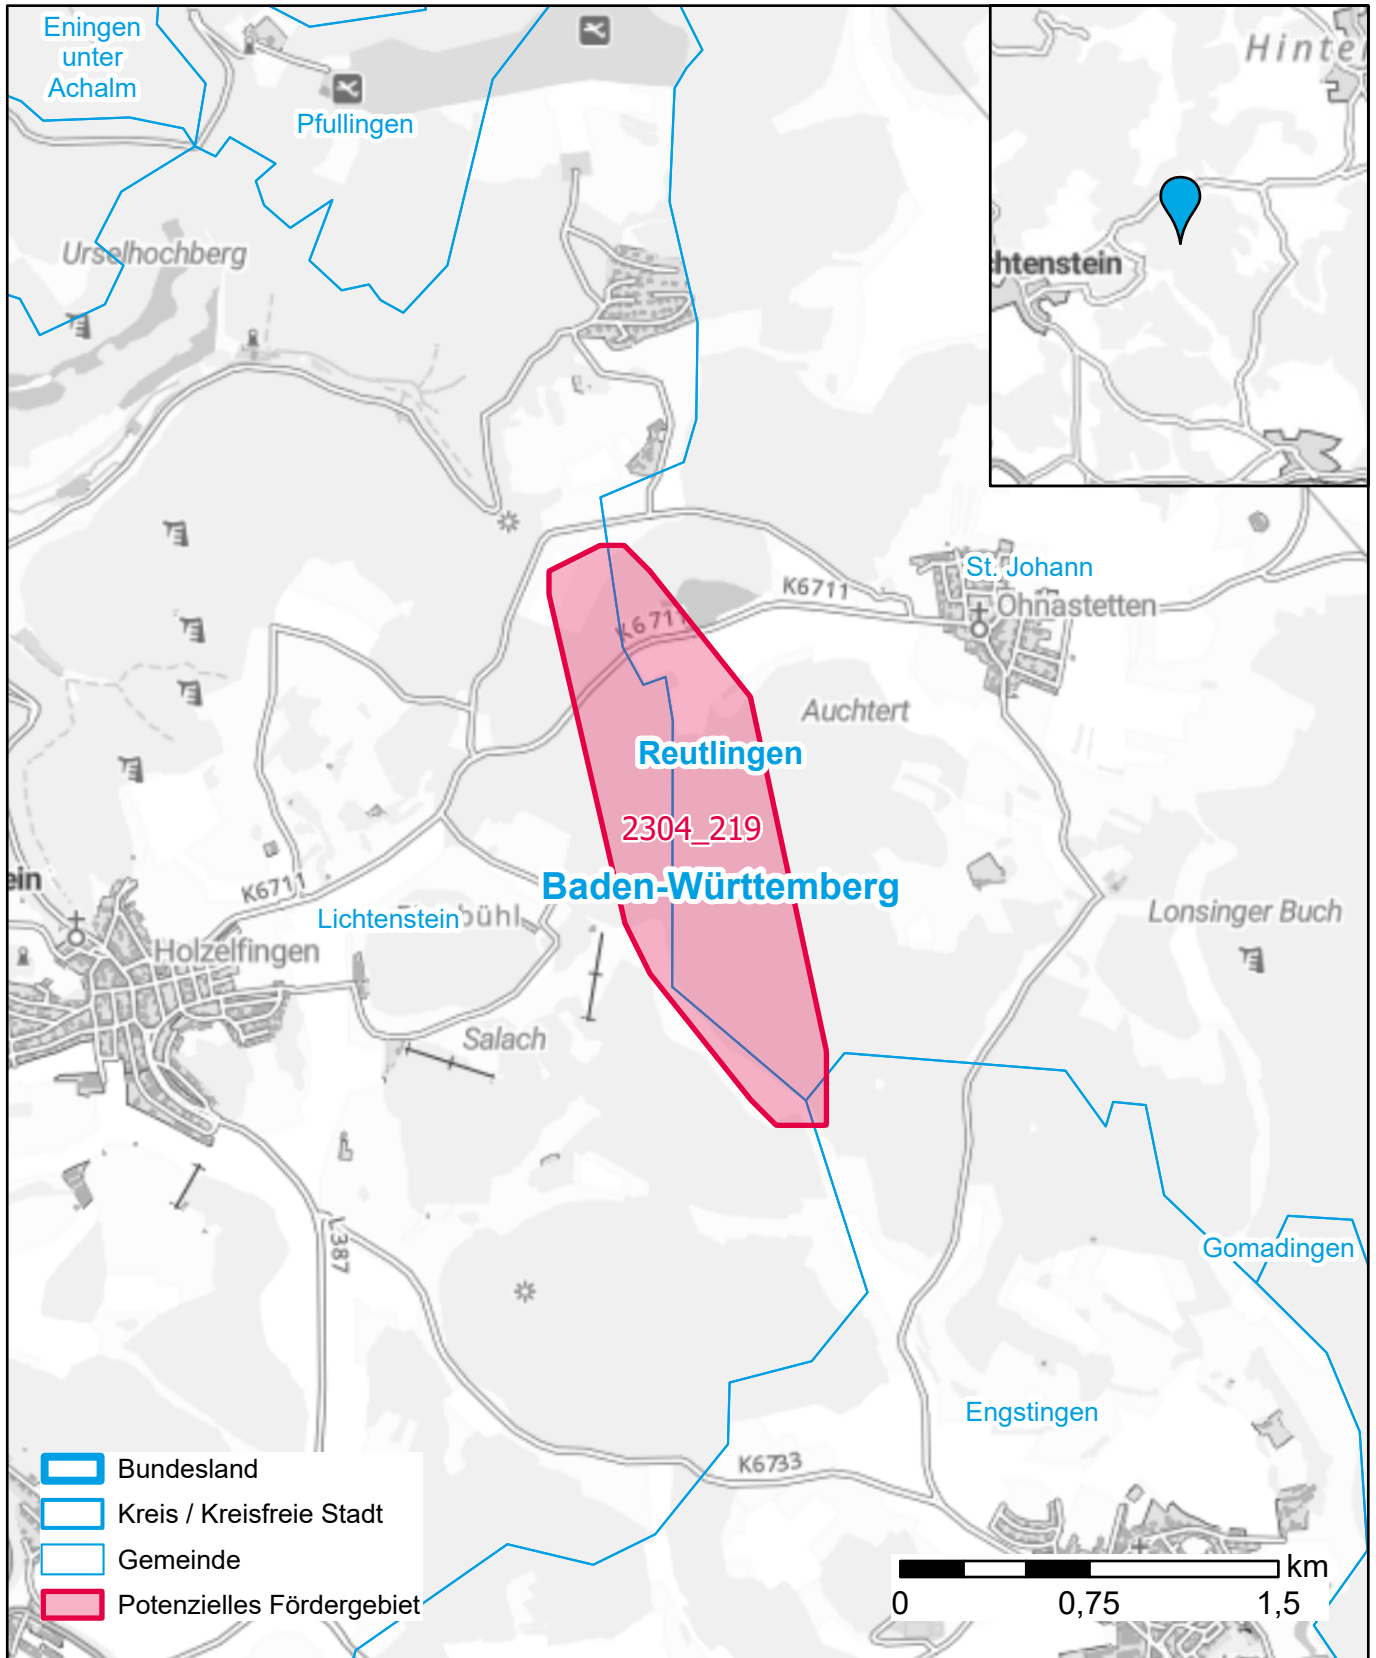 Eningen
unter
Achalm
Pfullingen
Hinte
Urselhochberg
htenstein
St. Johann
K6711
Ohnastetten
K6711
Auchtert
Reutlingen
2304_219
ein
K6711
Baden-Württemberg
Lichtenstein
bühl
Lonsinger Buch
Holzelfingen
Salach
L387
Gomadingen
Engstingen
K6733
Bundesland
Kreis / Kreisfreie Stadt
Gemeinde
Potenzielles Fördergebiet
km
0 0,75 1,5